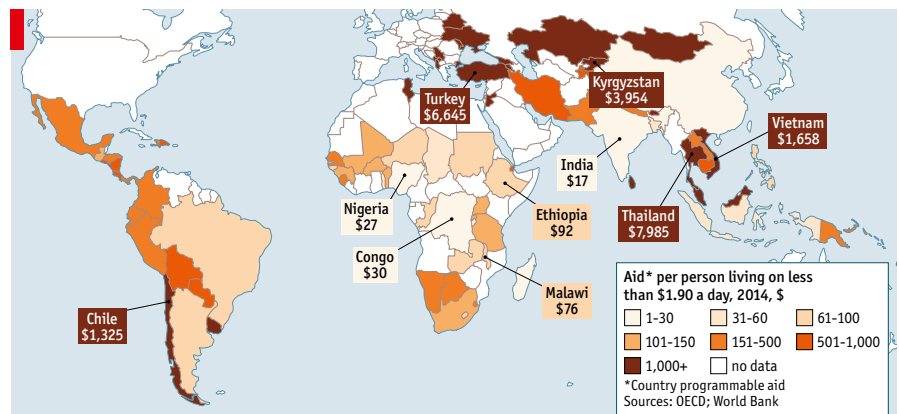 Turkey
$6,645
Kyrgyzstan
$3,954
Vietnam
$1,658
India
$17
Nigeria
$27
Ethiopia
$92
Thailand
$7,985
Congo
$30
Malawi
$76
Chile
$1,325
Aid* per person living on less
than $1.90 a day, 2014, $
1-30 31-60 61-100
101-150 151-500 501-1,000
1,000+ no data
*Country programmable aid
Sources: OECD; World Bank